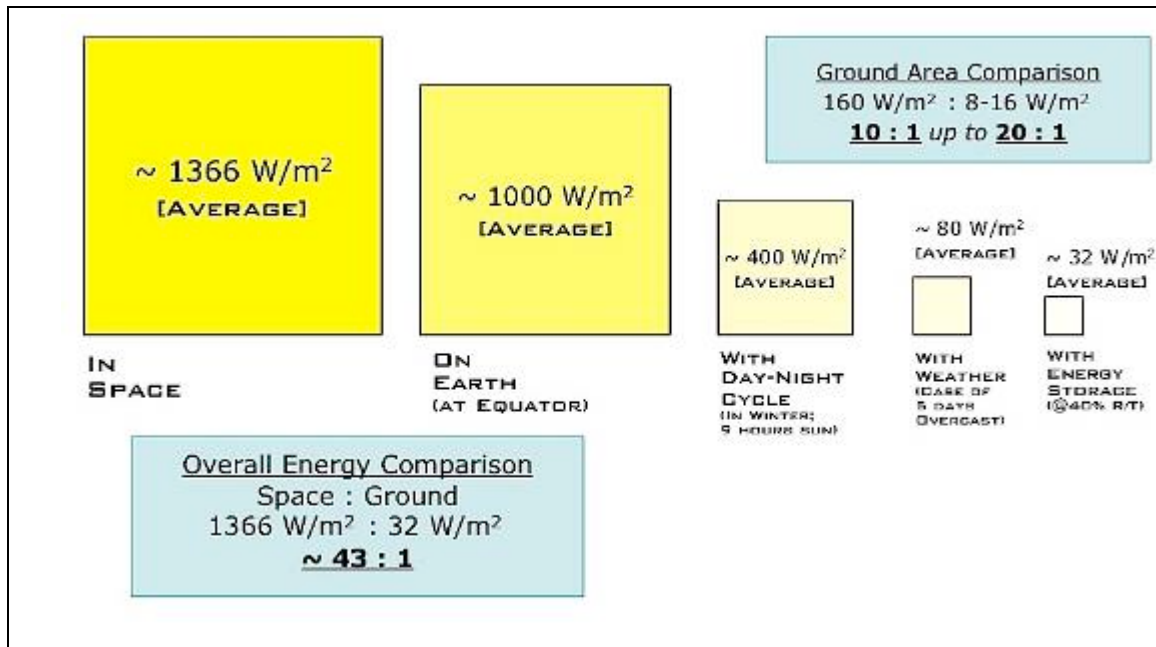 ~ 1366 W/m²
[AVERAGE]
IN
SPACE
~ 1000 W/m²
[AVERAGE]
ON
EARTH
(AT EQUATOR)
~ 400 W/m²
[AVERAGE]
WITH
DAY-NIGHT
CYCLE
(IN WINTER;
9 HOURS SUN)
~ 80 W/m²
[AVERAGE]
WITH
WEATHER
(CASE OF
5 DAYS
OVERCAST)
~ 32 W/m²
[AVERAGE]
WITH
ENERGY
STORAGE
(@40% R/T)
Ground Area Comparison
160 W/m² : 8-16 W/m²
10 : 1 up to 20 : 1
Overall Energy Comparison
Space : Ground
1366 W/m² : 32 W/m²
~ 43 : 1